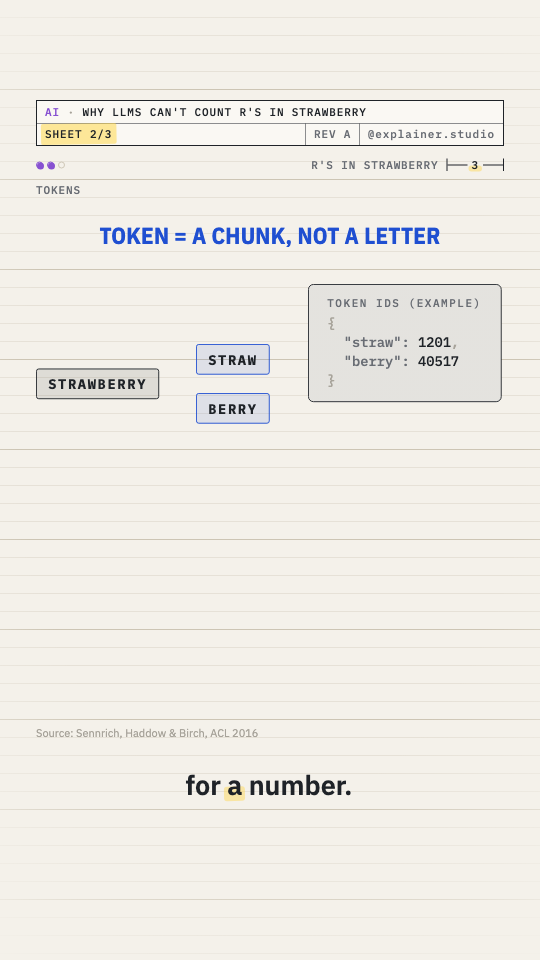 AI · WHY LLMS CAN'T COUNT R'S IN STRAWBERRY
SHEET 2/3
REV A
@explainer.studio
R'S IN STRAWBERRY 3
TOKENS
TOKEN = A CHUNK, NOT A LETTER
TOKEN IDS (EXAMPLE)
{
"straw": 1201,
"berry": 40517
}
STRAW
STRAWBERRY
BERRY
Source: Sennrich, Haddow & Birch, ACL 2016
for a number.